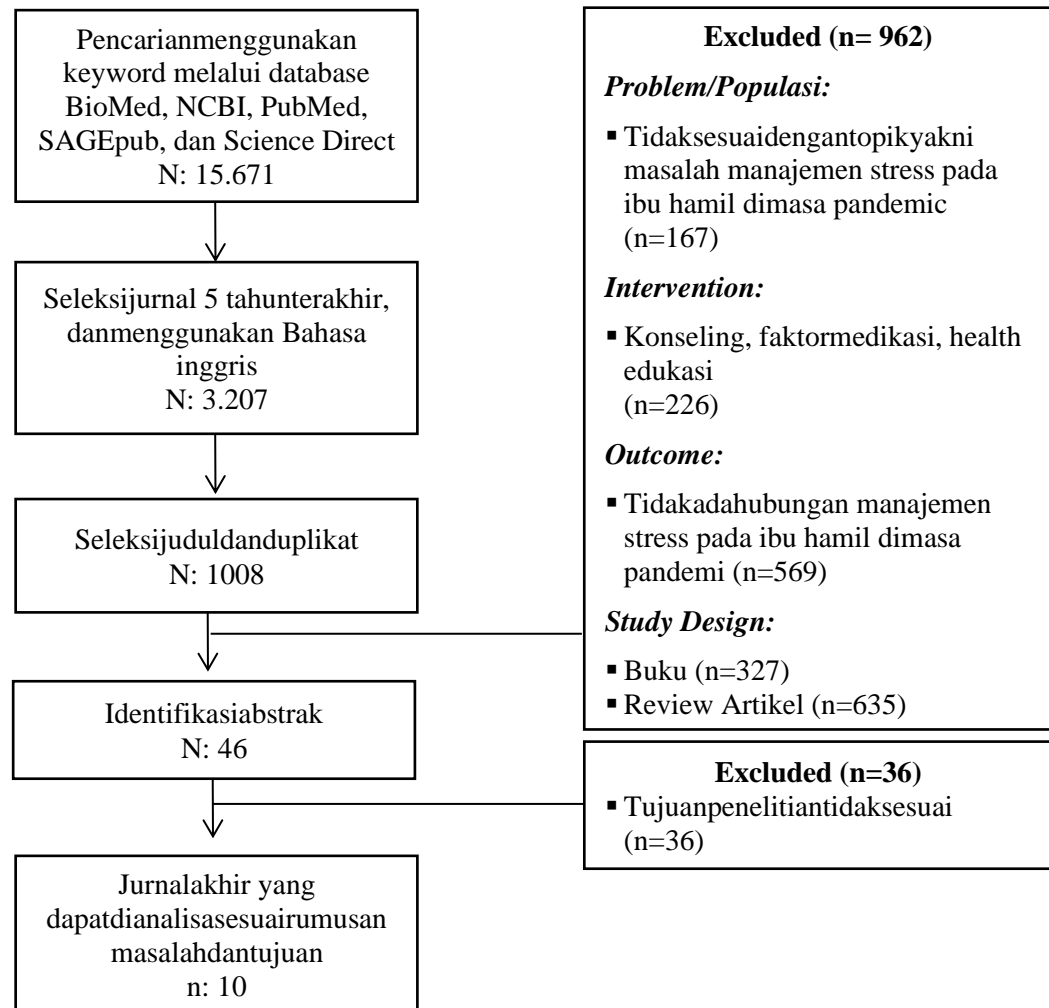 Pencarianmenggunakan
keyword melalui database
BioMed, NCBI, PubMed,
SAGEpub, dan Science Direct
N: 15.671
Seleksijurnal 5 tahunterakhir,
danmenggunakan Bahasa
inggris
N: 3.207
Seleksijuduldanduplikat
N: 1008
Identifikasiabstrak
N: 46
Jurnalakhir yang
dapatdianalisasesuairumusan
masalahdantujuan
n: 10
Excluded (n= 962)
Problem/Populasi:
▪ Tidaksesuaidengantopikyakni
masalah manajemen stress pada
ibu hamil dimasa pandemic
(n=167)
Intervention:
▪ Konseling, faktormedikasi, health
edukasi
(n=226)
Outcome:
▪ Tidakadahubungan manajemen
stress pada ibu hamil dimasa
pandemi (n=569)
Study Design:
▪ Buku (n=327)
▪ Review Artikel (n=635)
Excluded (n=36)
▪ Tujuanpenelitiantidaksesuai
(n=36)